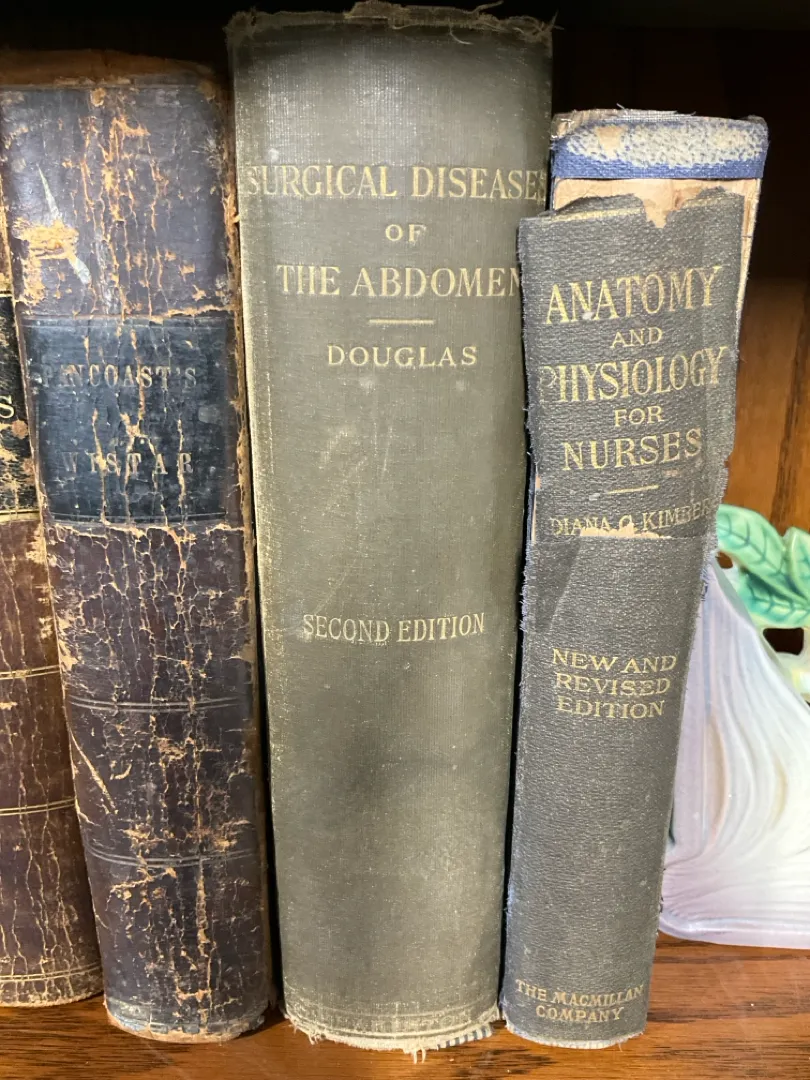 S
PANCOAST'S
WISTAR
SURGICAL DISEASES
OF
THE ABDOMEN
DOUGLAS
SECOND EDITION
ANATOMY
AND
PHYSIOLOGY
FOR
NURSES
DIANA C KIMBER
NEW AND
REVISED
EDITION
THE MACMILLAN
COMPANY